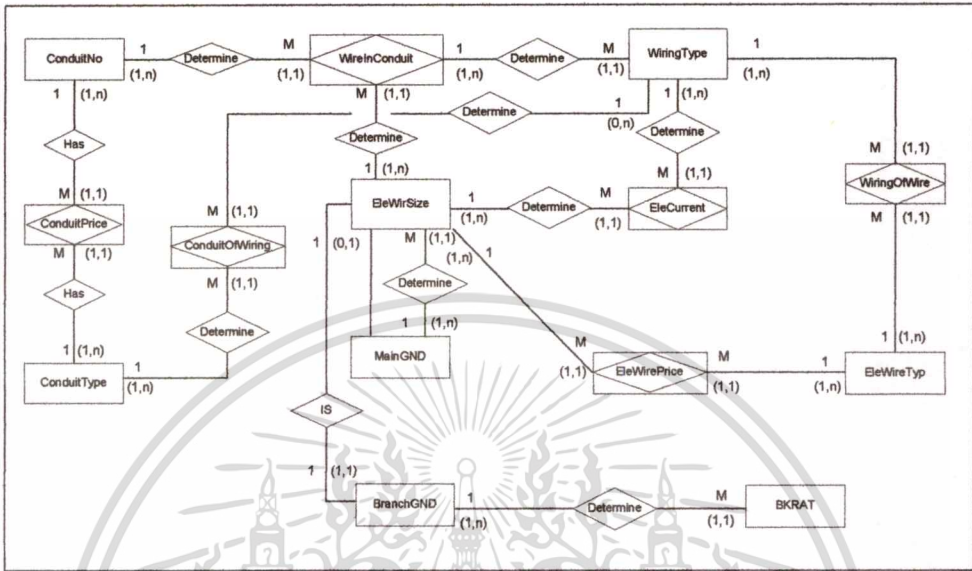 1 M 1 M 1
ConduitNo Determine WireInConduit Determine WiringType
(1,n) (1,1) (1,n) (1,1) (1,n)
1 (1,n) M (1,1) 1 1 (1,n)
Determine (0,n)
Has Determine Determine
1 (1,n) M (1,1) M (1,1)
M (1,1) EleWirSize 1 Determine M EleCurrent WiringOfWire
ConduitPrice M (1,1) (1,n) (1,1) M (1,1)
M (1,1) ConduitOfWiring 1 (0,1) M (1,1) (1,n) 1
M (1,1)
Has Determine
Determine
1 (1,n) 1 (1,n) 1 (1,n)
MainGND M M 1
ConduitType 1 (1,1) EleWirePrice (1,1) (1,n) EleWireTyp
(1,n)
IS
1 (1,1)
BranchGND 1 Determine M BKRAT
(1,n) (1,1)